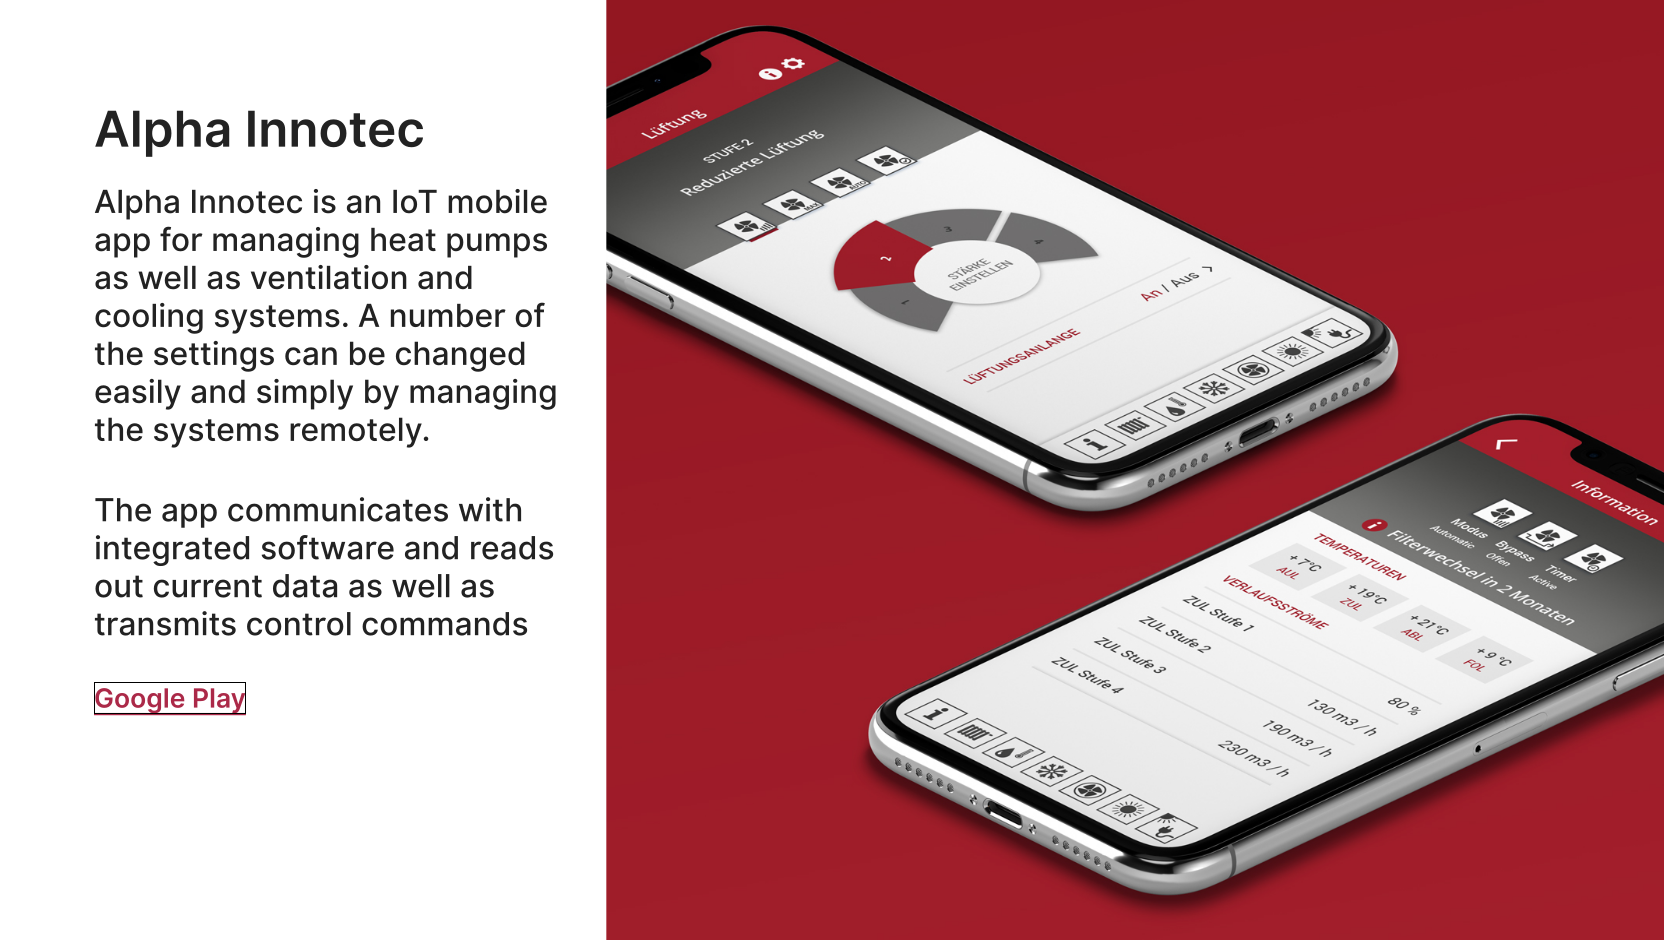 Alpha Innotec
Alpha Innotec is an IoT mobile
app for managing heat pumps
as well as ventilation and
cooling systems. A number of
the settings can be changed
easily and simply by managing
the systems remotely.
The app communicates with
integrated software and reads
out current data as well as
transmits control commands
Google Play
Lüftung
STUFE 2
Reduzierte Lüftung
MAX
AUTO
1
2
3
4
STÄRKE
EINSTELLEN
An / Aus
LÜFTUNGSANLANGE
Information
Modus
Automatic
Bypass
Offen
Timer
Active
Filterwechsel in 2 Monaten
TEMPERATUREN
+7°C
AUL
+19°C
ZUL
+21°C
ABL
+9°C
FOL
VERLAUFSSTRÖME
ZUL Stufe 1
80 %
ZUL Stufe 2
130 m3 / h
ZUL Stufe 3
190 m3 / h
ZUL Stufe 4
230 m3 / h